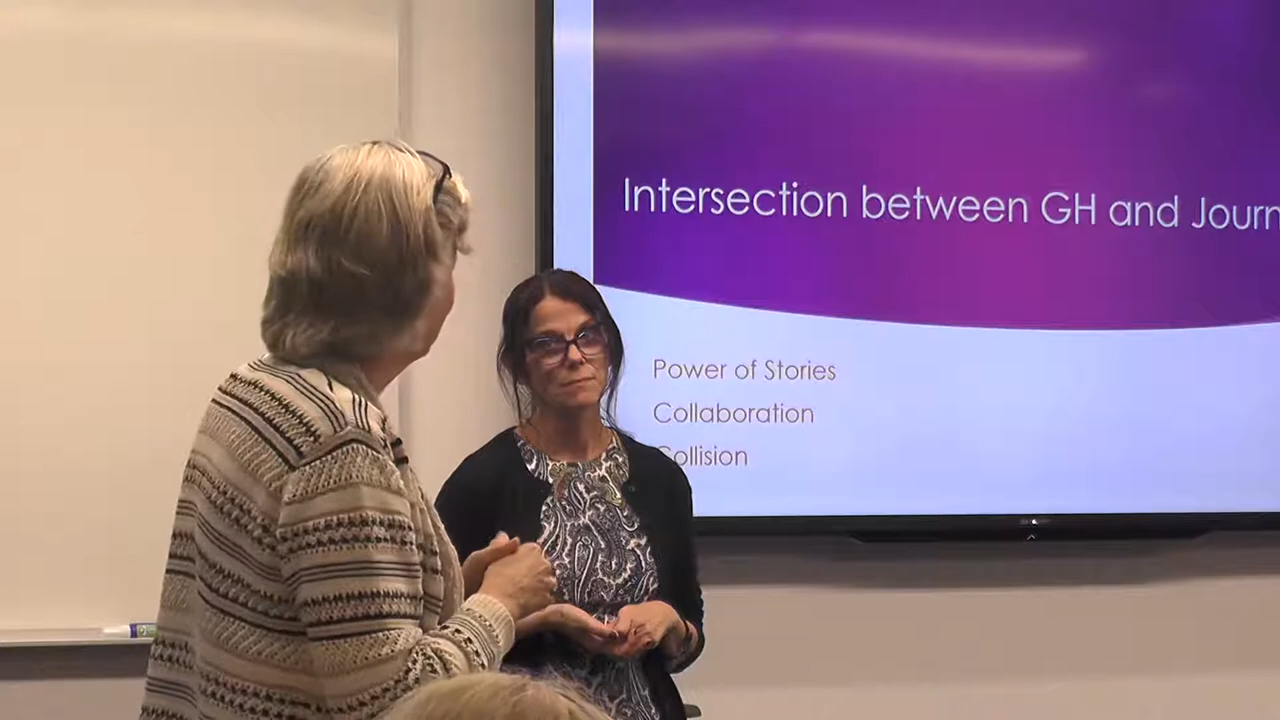 Intersection between GH and Journ
Power of Stories
Collaboration
Collision